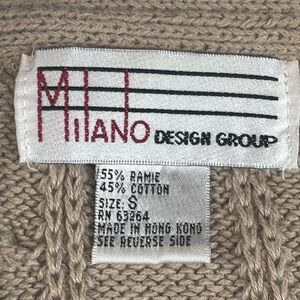 MILANO DESIGN GROUP
55% RAMIE
45% COTTON
SIZE: S
RN 63264
MADE IN HONG KONG
SEE REVERSE SIDE